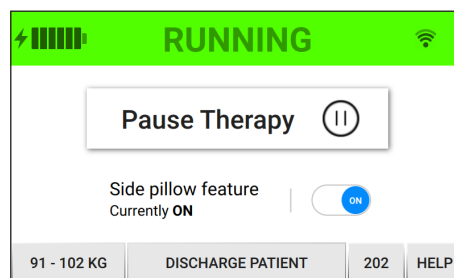 RUNNING
Pause Therapy
Side pillow feature
Currently ON
ON
91 - 102 KG DISCHARGE PATIENT 202 HELP